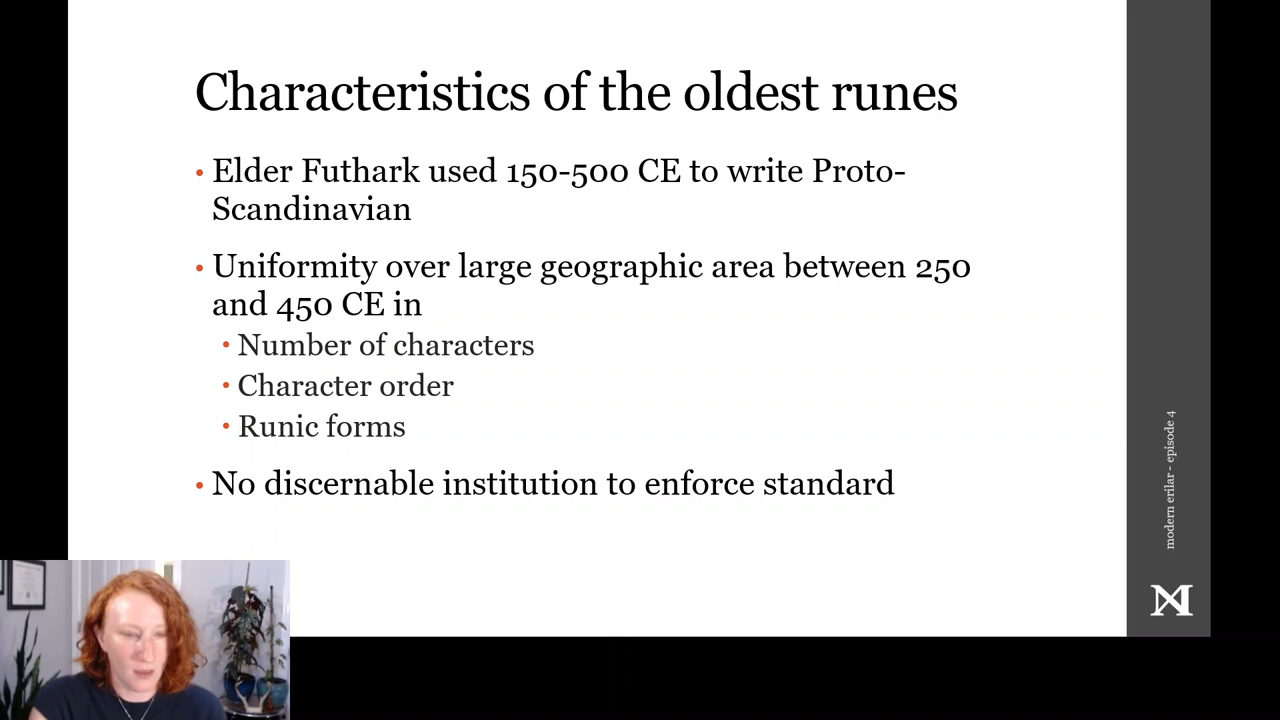 Characteristics of the oldest runes
• Elder Futhark used 150-500 CE to write Proto-
Scandinavian
• Uniformity over large geographic area between 250
and 450 CE in
• Number of characters
• Character order
• Runic forms
• No discernable institution to enforce standard
modern erilar - episode 4